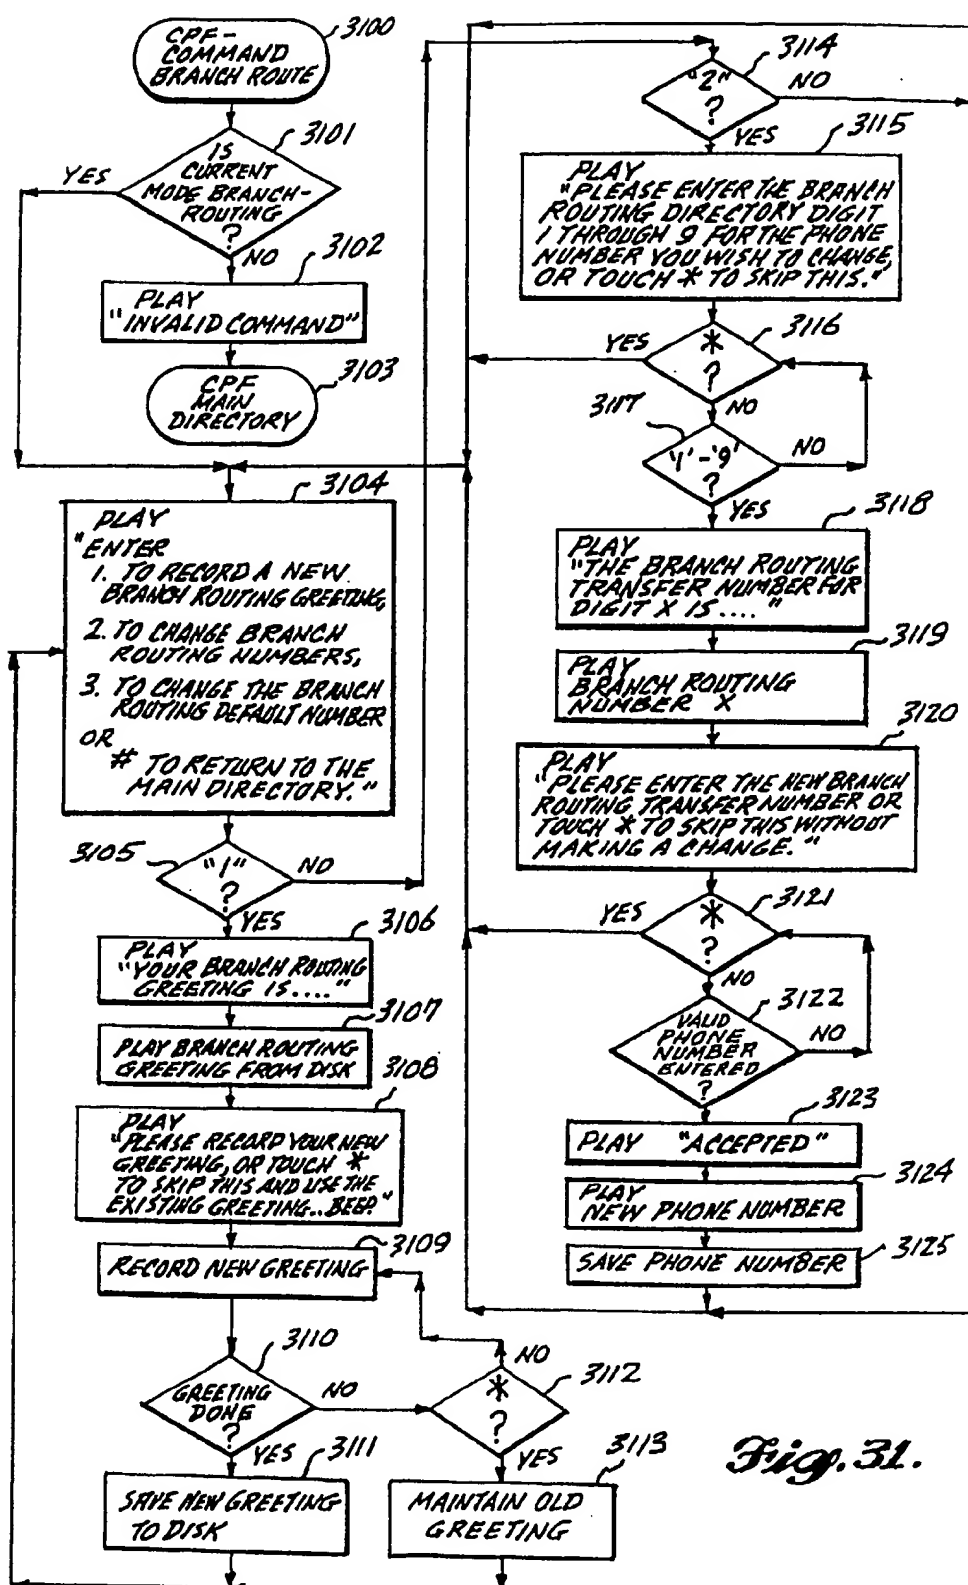 3100
CPF-
COMMAND
BRANCH ROUTE
3101
IS
CURRENT
MODE BRANCH-
ROUTING
?
YES
NO
3102
PLAY
"INVALID COMMAND"
3103
CPF
MAIN
DIRECTORY
3104
PLAY
"ENTER
1. TO RECORD A NEW
BRANCH ROUTING GREETING,
2. TO CHANGE BRANCH
ROUTING NUMBERS,
3. TO CHANGE THE BRANCH
ROUTING DEFAULT NUMBER
OR
# TO RETURN TO THE
MAIN DIRECTORY."
3105
"1"
?
NO
YES
3106
PLAY
"YOUR BRANCH ROUTING
GREETING IS...."
3107
PLAY BRANCH ROUTING
GREETING FROM DISK
3108
PLAY
"PLEASE RECORD YOUR NEW
GREETING, OR TOUCH *
TO SKIP THIS AND USE THE
EXISTING GREETING...BEEP."
3109
RECORD NEW GREETING
3110
GREETING
DONE
?
NO
YES
3111
SAVE NEW GREETING
TO DISK
3112
*
?
NO
YES
3113
MAINTAIN OLD
GREETING
3114
"2"
?
NO
YES
3115
PLAY
"PLEASE ENTER THE BRANCH
ROUTING DIRECTORY DIGIT
1 THROUGH 9 FOR THE PHONE
NUMBER YOU WISH TO CHANGE,
OR TOUCH * TO SKIP THIS."
3116
*
?
YES
NO
3117
'1'-'9'
?
NO
YES
3118
PLAY
"THE BRANCH ROUTING
TRANSFER NUMBER FOR
DIGIT X IS...."
3119
PLAY
BRANCH ROUTING
NUMBER X
3120
PLAY
"PLEASE ENTER THE NEW BRANCH
ROUTING TRANSFER NUMBER OR
TOUCH * TO SKIP THIS WITHOUT
MAKING A CHANGE."
3121
*
?
YES
NO
3122
VALID
PHONE
NUMBER
ENTERED
?
NO
3123
PLAY "ACCEPTED"
3124
PLAY
NEW PHONE NUMBER
3125
SAVE PHONE NUMBER
Fig. 31.